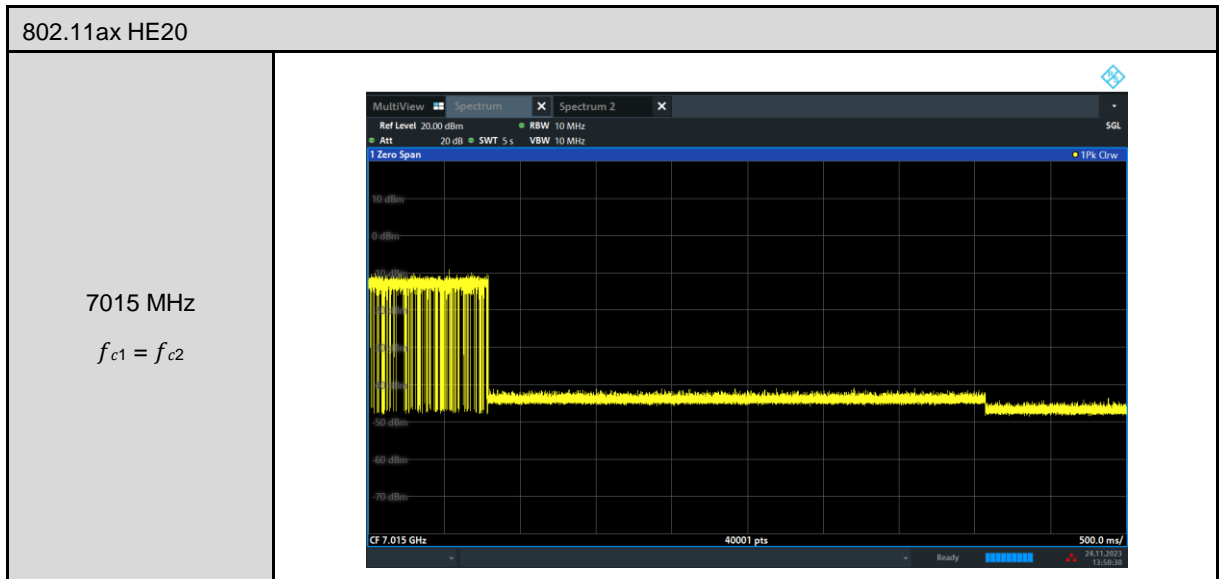 802.11ax HE20
7015 MHz
fc1 = fc2
MultiView Spectrum X Spectrum 2 X
Ref Level 20.00 dBm RBW 10 MHz SGL
Att 20 dB SWT 5 s VBW 10 MHz
1 Zero Span 1Pk Clrw
10 dBm
0 dBm
-50 dBm
-60 dBm
-70 dBm
CF 7.015 GHz 40001 pts 500.0 ms/
Ready 24.11.2023
13:50:30